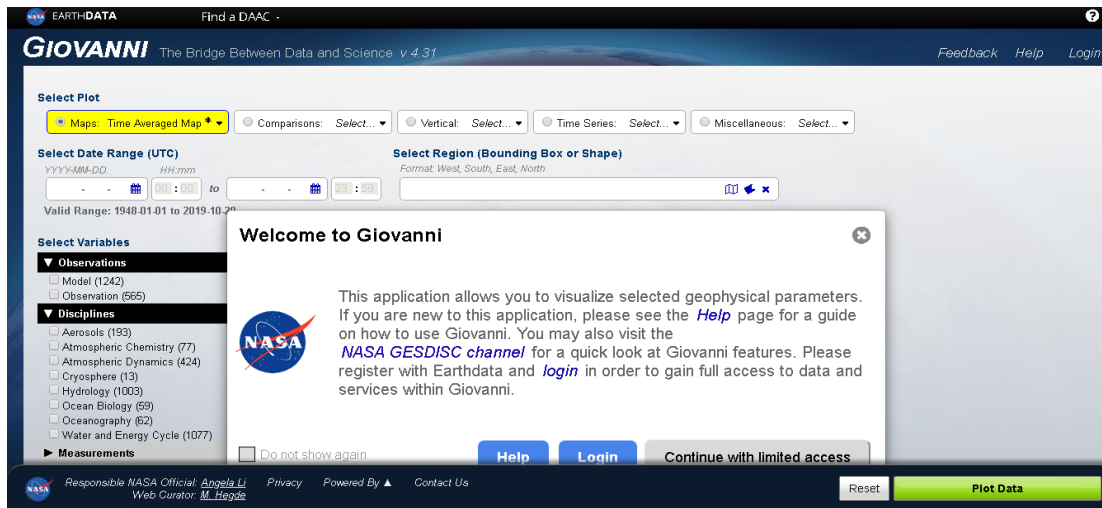 NASA EARTHDATA Find a DAAC -
GIOVANNI The Bridge Between Data and Science v 4.31 Feedback Help Login
Select Plot
Maps: Time Averaged Map * Comparisons: Select... Vertical: Select... Time Series: Select... Miscellaneous: Select...
Select Date Range (UTC) Select Region (Bounding Box or Shape)
YYYY-MM-DD. HH:mm Format: West, South, East, North
- - 00 : 00 to - - 23 : 59
Valid Range: 1948-01-01 to 2019-10-29
Select Variables
▼ Observations
Model (1242)
Observation (565)
▼ Disciplines
Aerosols (193)
Atmospheric Chemistry (77)
Atmospheric Dynamics (424)
Cryosphere (13)
Hydrology (1003)
Ocean Biology (59)
Oceanography (62)
Water and Energy Cycle (1077)
▶ Measurements
Welcome to Giovanni
NASA
This application allows you to visualize selected geophysical parameters.
If you are new to this application, please see the Help page for a guide
on how to use Giovanni. You may also visit the
NASA GESDISC channel for a quick look at Giovanni features. Please
register with Earthdata and login in order to gain full access to data and
services within Giovanni.
Do not show again Help Login Continue with limited access
NASA Responsible NASA Official: Angela Li Privacy Powered By ▲ Contact Us
Web Curator: M. Hegde
Reset Plot Data